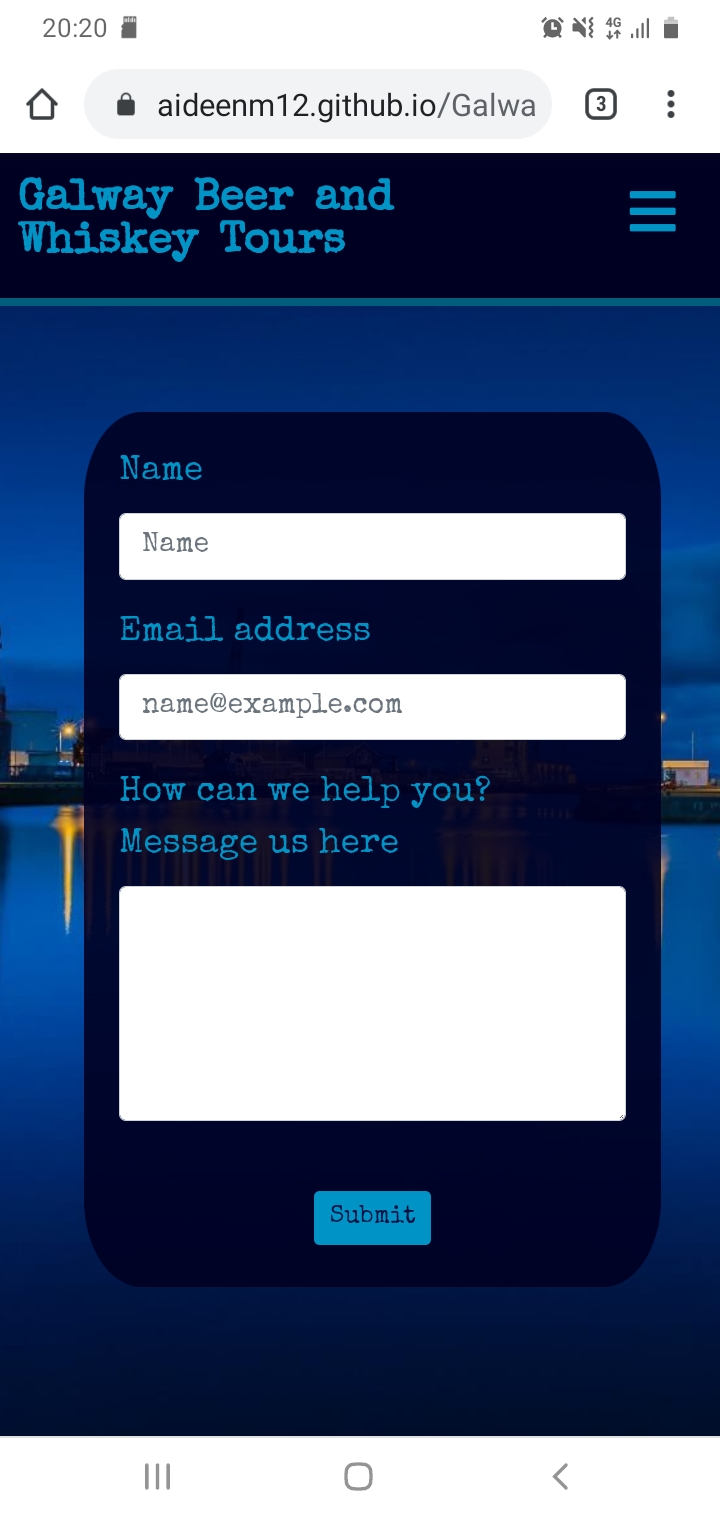 20:20
4G
aideenm12.github.io/Galwa
3
Galway Beer and
Whiskey Tours
Name
Name
Email address
name@example.com
How can we help you?
Message us here
Submit